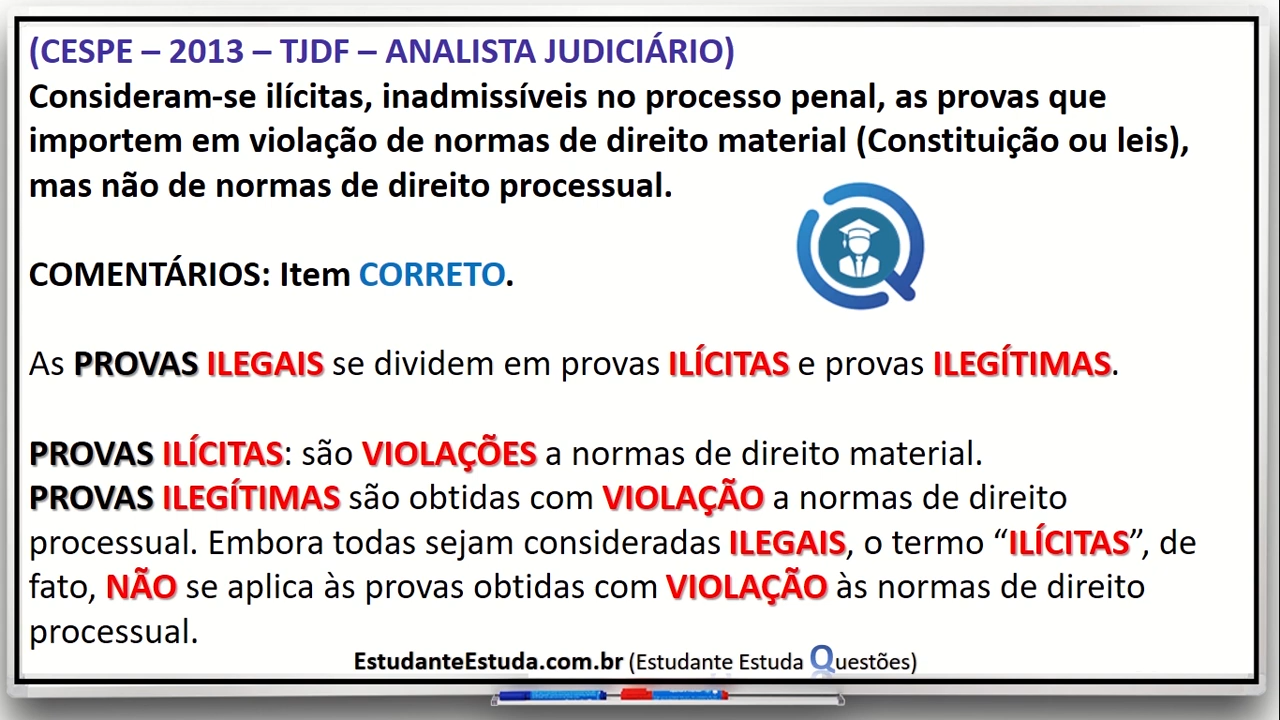 (CESPE – 2013 – TJDF – ANALISTA JUDICIÁRIO)
Consideram-se ilícitas, inadmissíveis no processo penal, as provas que
importem em violação de normas de direito material (Constituição ou leis),
mas não de normas de direito processual.
COMENTÁRIOS: Item CORRETO.
As PROVAS ILEGAIS se dividem em provas ILÍCITAS e provas ILEGÍTIMAS.
PROVAS ILÍCITAS: são VIOLAÇÕES a normas de direito material.
PROVAS ILEGÍTIMAS são obtidas com VIOLAÇÃO a normas de direito
processual. Embora todas sejam consideradas ILEGAIS, o termo “ILÍCITAS”, de
fato, NÃO se aplica às provas obtidas com VIOLAÇÃO às normas de direito
processual.
EstudanteEstuda.com.br (Estudante Estuda Questões)